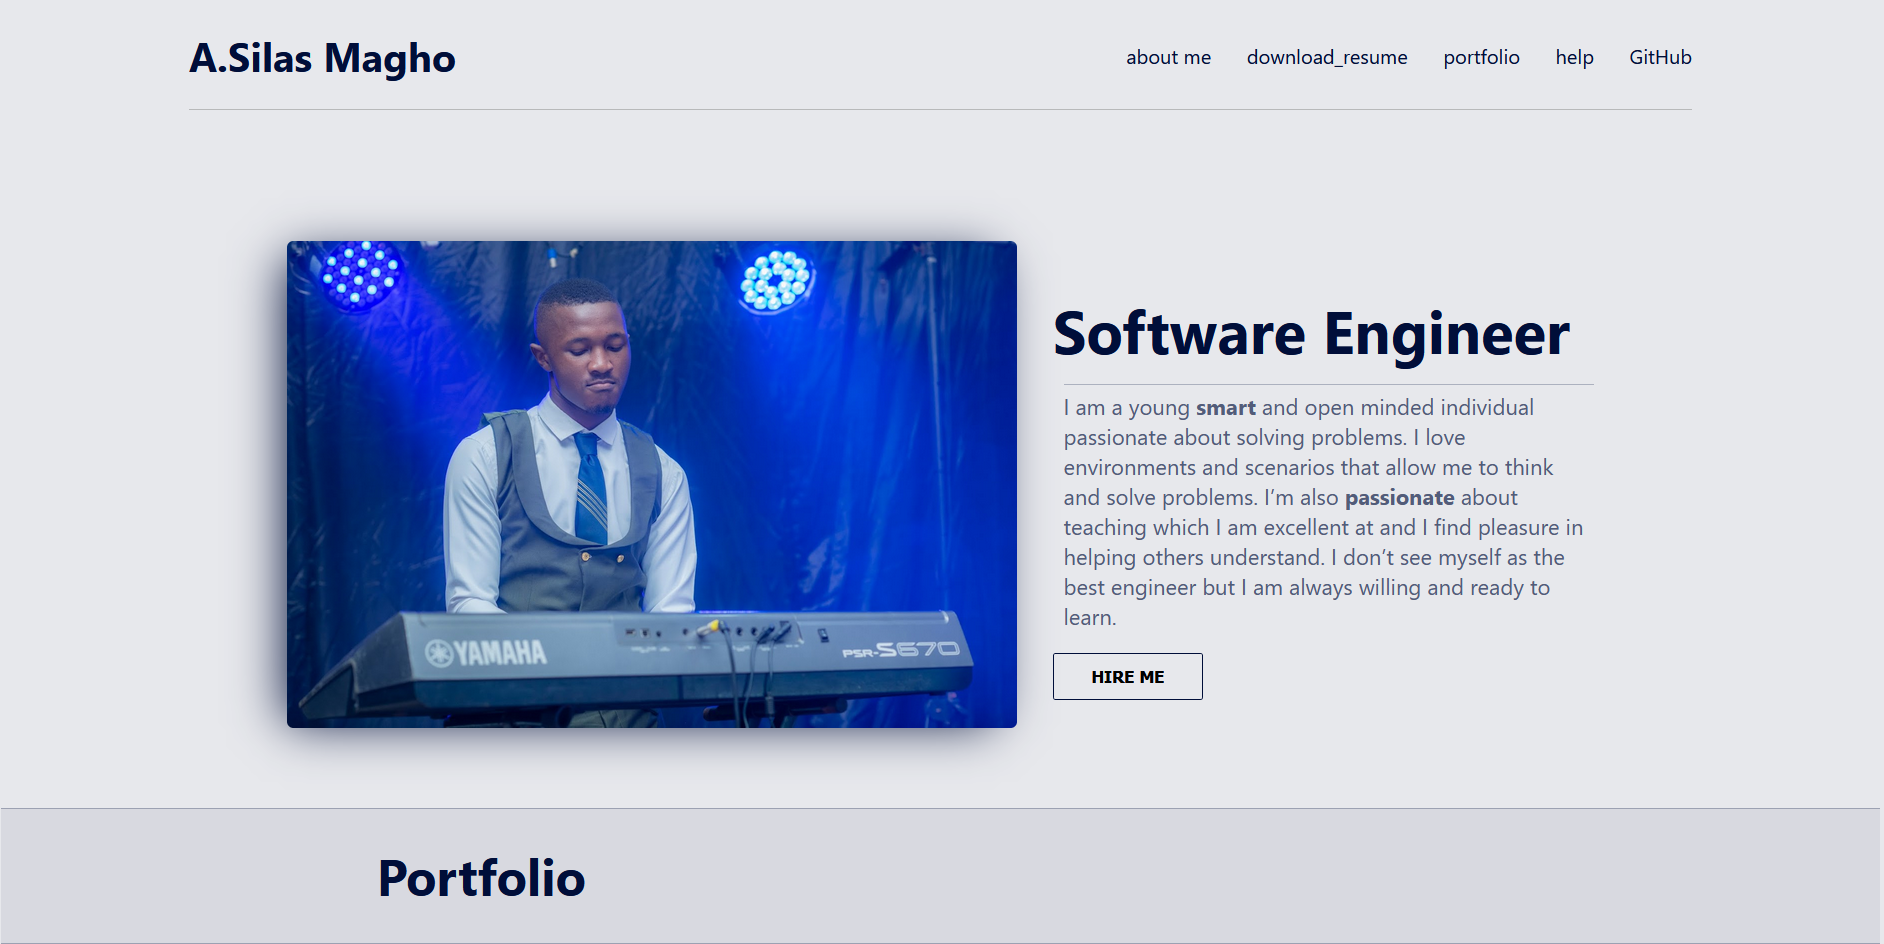 A.Silas Magho
about me download_resume portfolio help GitHub
Software Engineer
I am a young smart and open minded individual
passionate about solving problems. I love
environments and scenarios that allow me to think
and solve problems. I’m also passionate about
teaching which I am excellent at and I find pleasure in
helping others understand. I don’t see myself as the
best engineer but I am always willing and ready to
learn.
YAMAHA
PSR-S670
HIRE ME
Portfolio